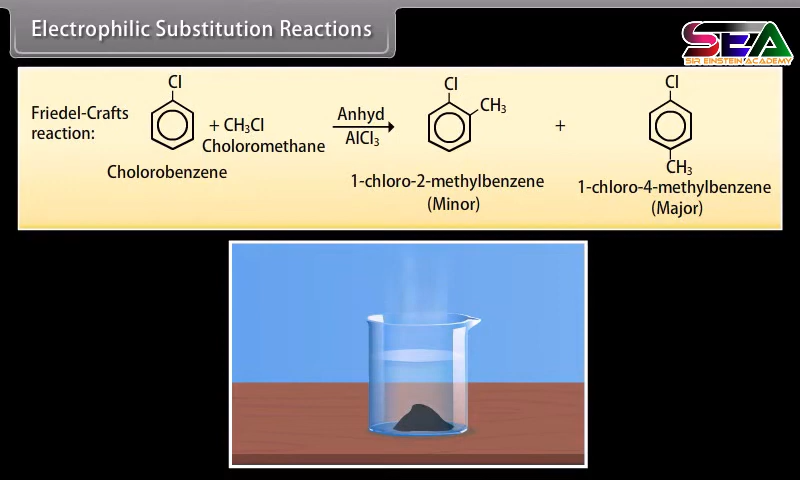 Electrophilic Substitution Reactions
SEA
SIR EINSTEIN ACADEMY
Cl
Cl
Cl
Friedel-Crafts
reaction:
+ CH₃Cl
Choloromethane
Anhyd
AlCl₃
CH₃
+
CH₃
Cholorobenzene
1-chloro-2-methylbenzene
(Minor)
1-chloro-4-methylbenzene
(Major)